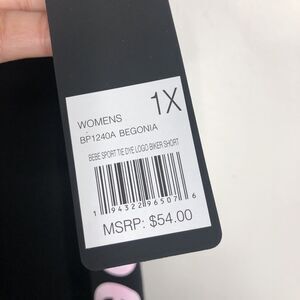 WOMENS
1X
BP1240A BEGONIA
BEBE SPORT TIE DYE LOGO BIKER SHORT
1 94322 96507 6
MSRP: $54.00